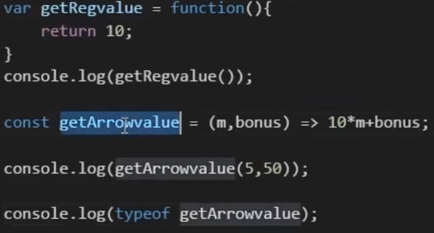 var getRegvalue = function(){
    return 10;
}
console.log(getRegvalue());
const getArrowvalue = (m,bonus) => 10*m+bonus;
console.log(getArrowvalue(5,50));
console.log(typeof getArrowvalue);